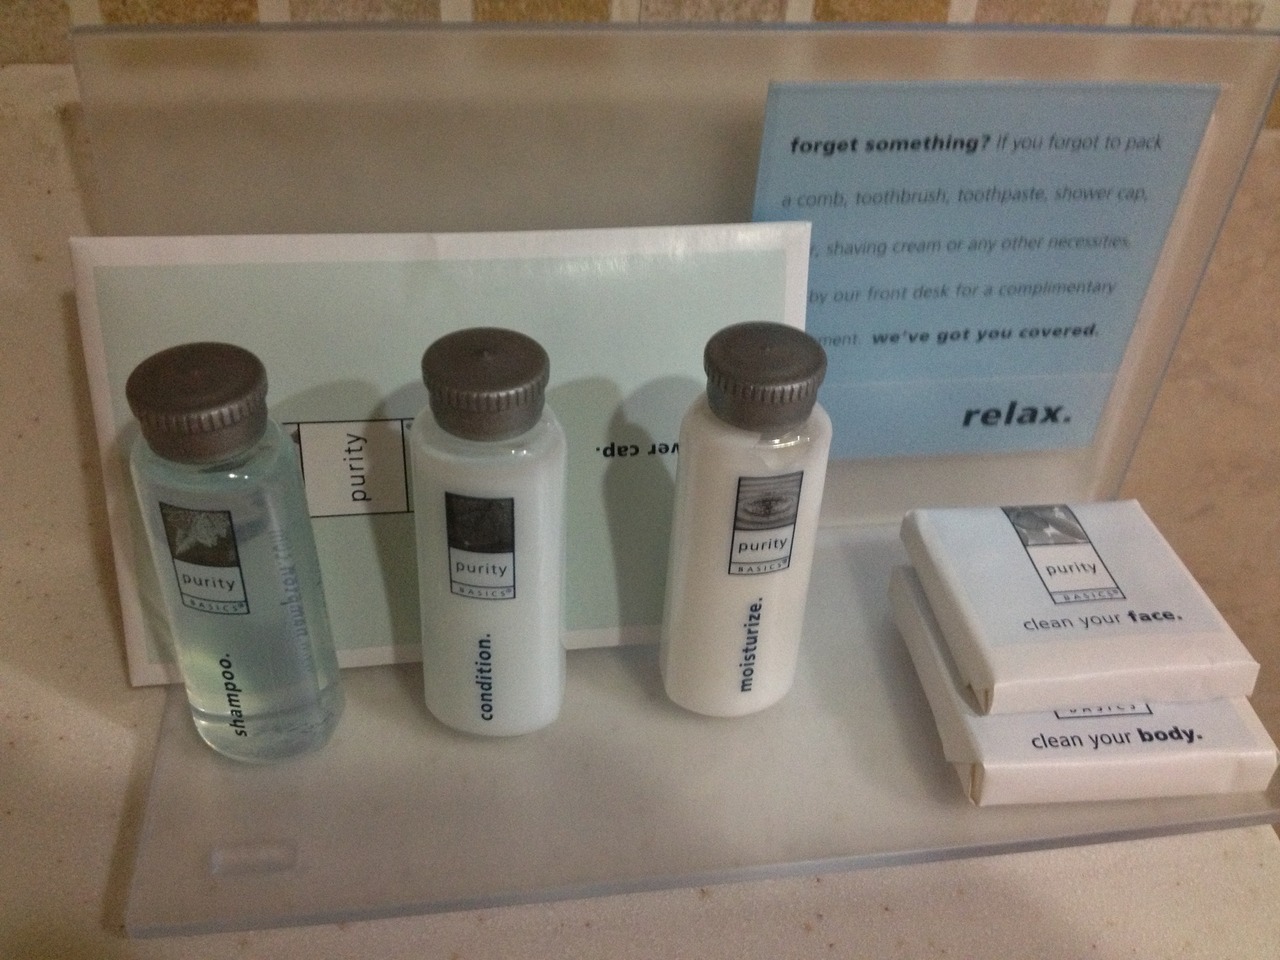 forget something? If you forgot to pack
a comb, toothbrush, toothpaste, shower cap,
shaving cream or any other necessities,
by our front desk for a complimentary
we've got you covered.
relax.
purity
cap.
purity
BASICS®
shampoo.
purity
BASICS®
condition.
purity
BASICS®
moisturize.
purity
BASICS®
clean your face.
BASICS
clean your body.